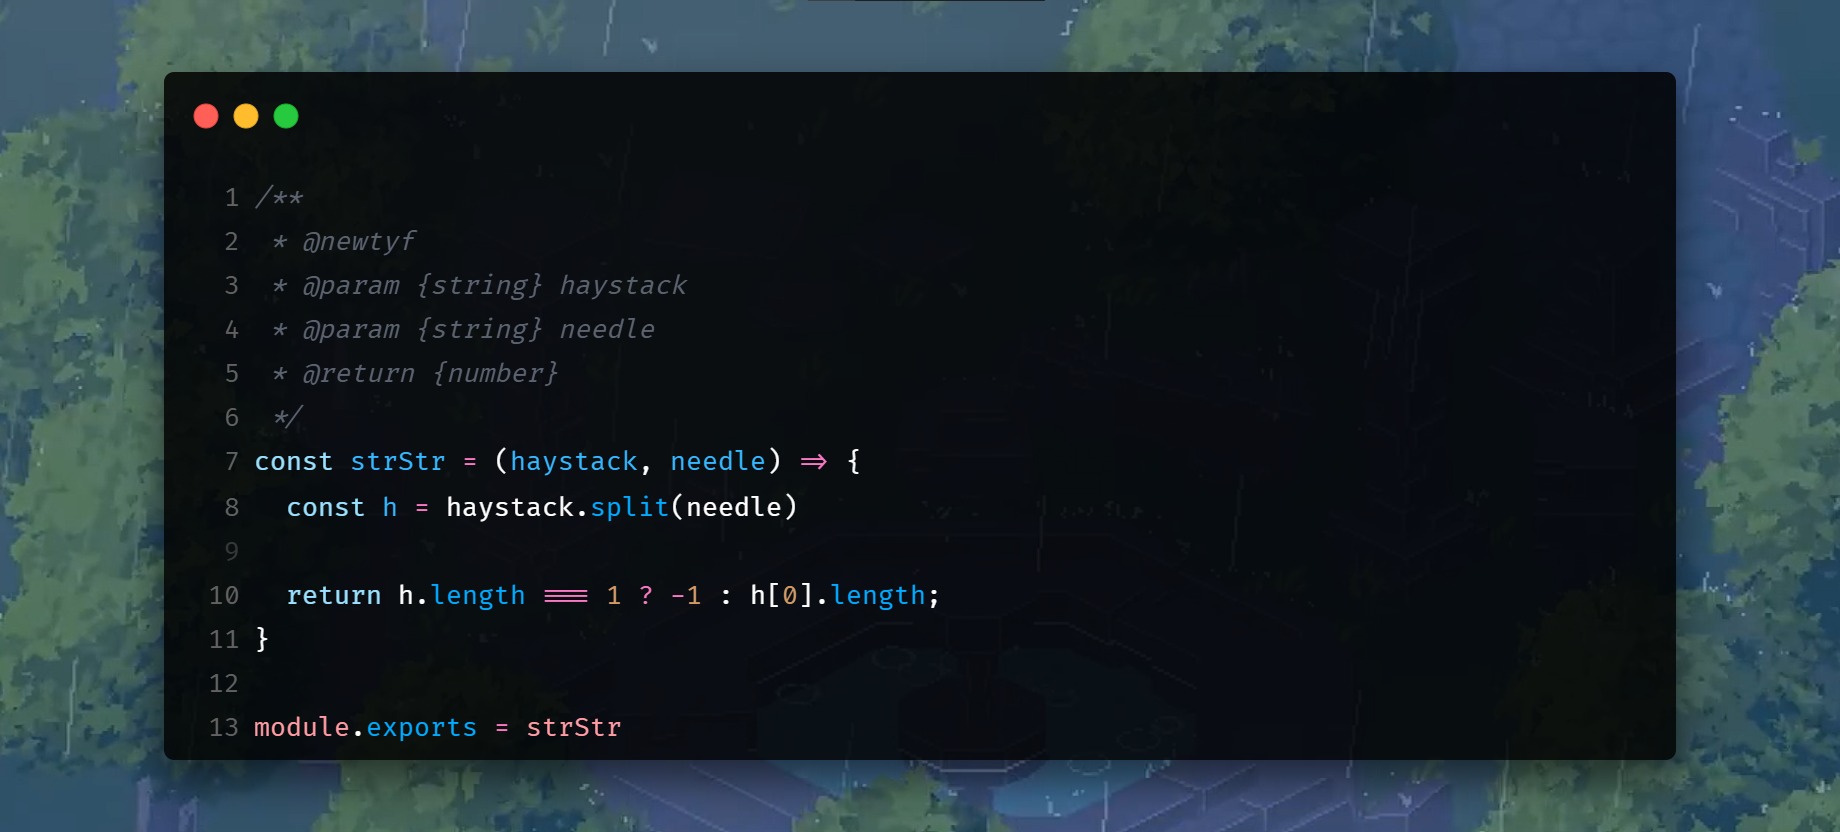 1 /**
2  * @newtyf
3  * @param {string} haystack
4  * @param {string} needle
5  * @return {number}
6  */
7 const strStr = (haystack, needle) => {
8   const h = haystack.split(needle)
9
10   return h.length === 1 ? -1 : h[0].length;
11 }
12
13 module.exports = strStr